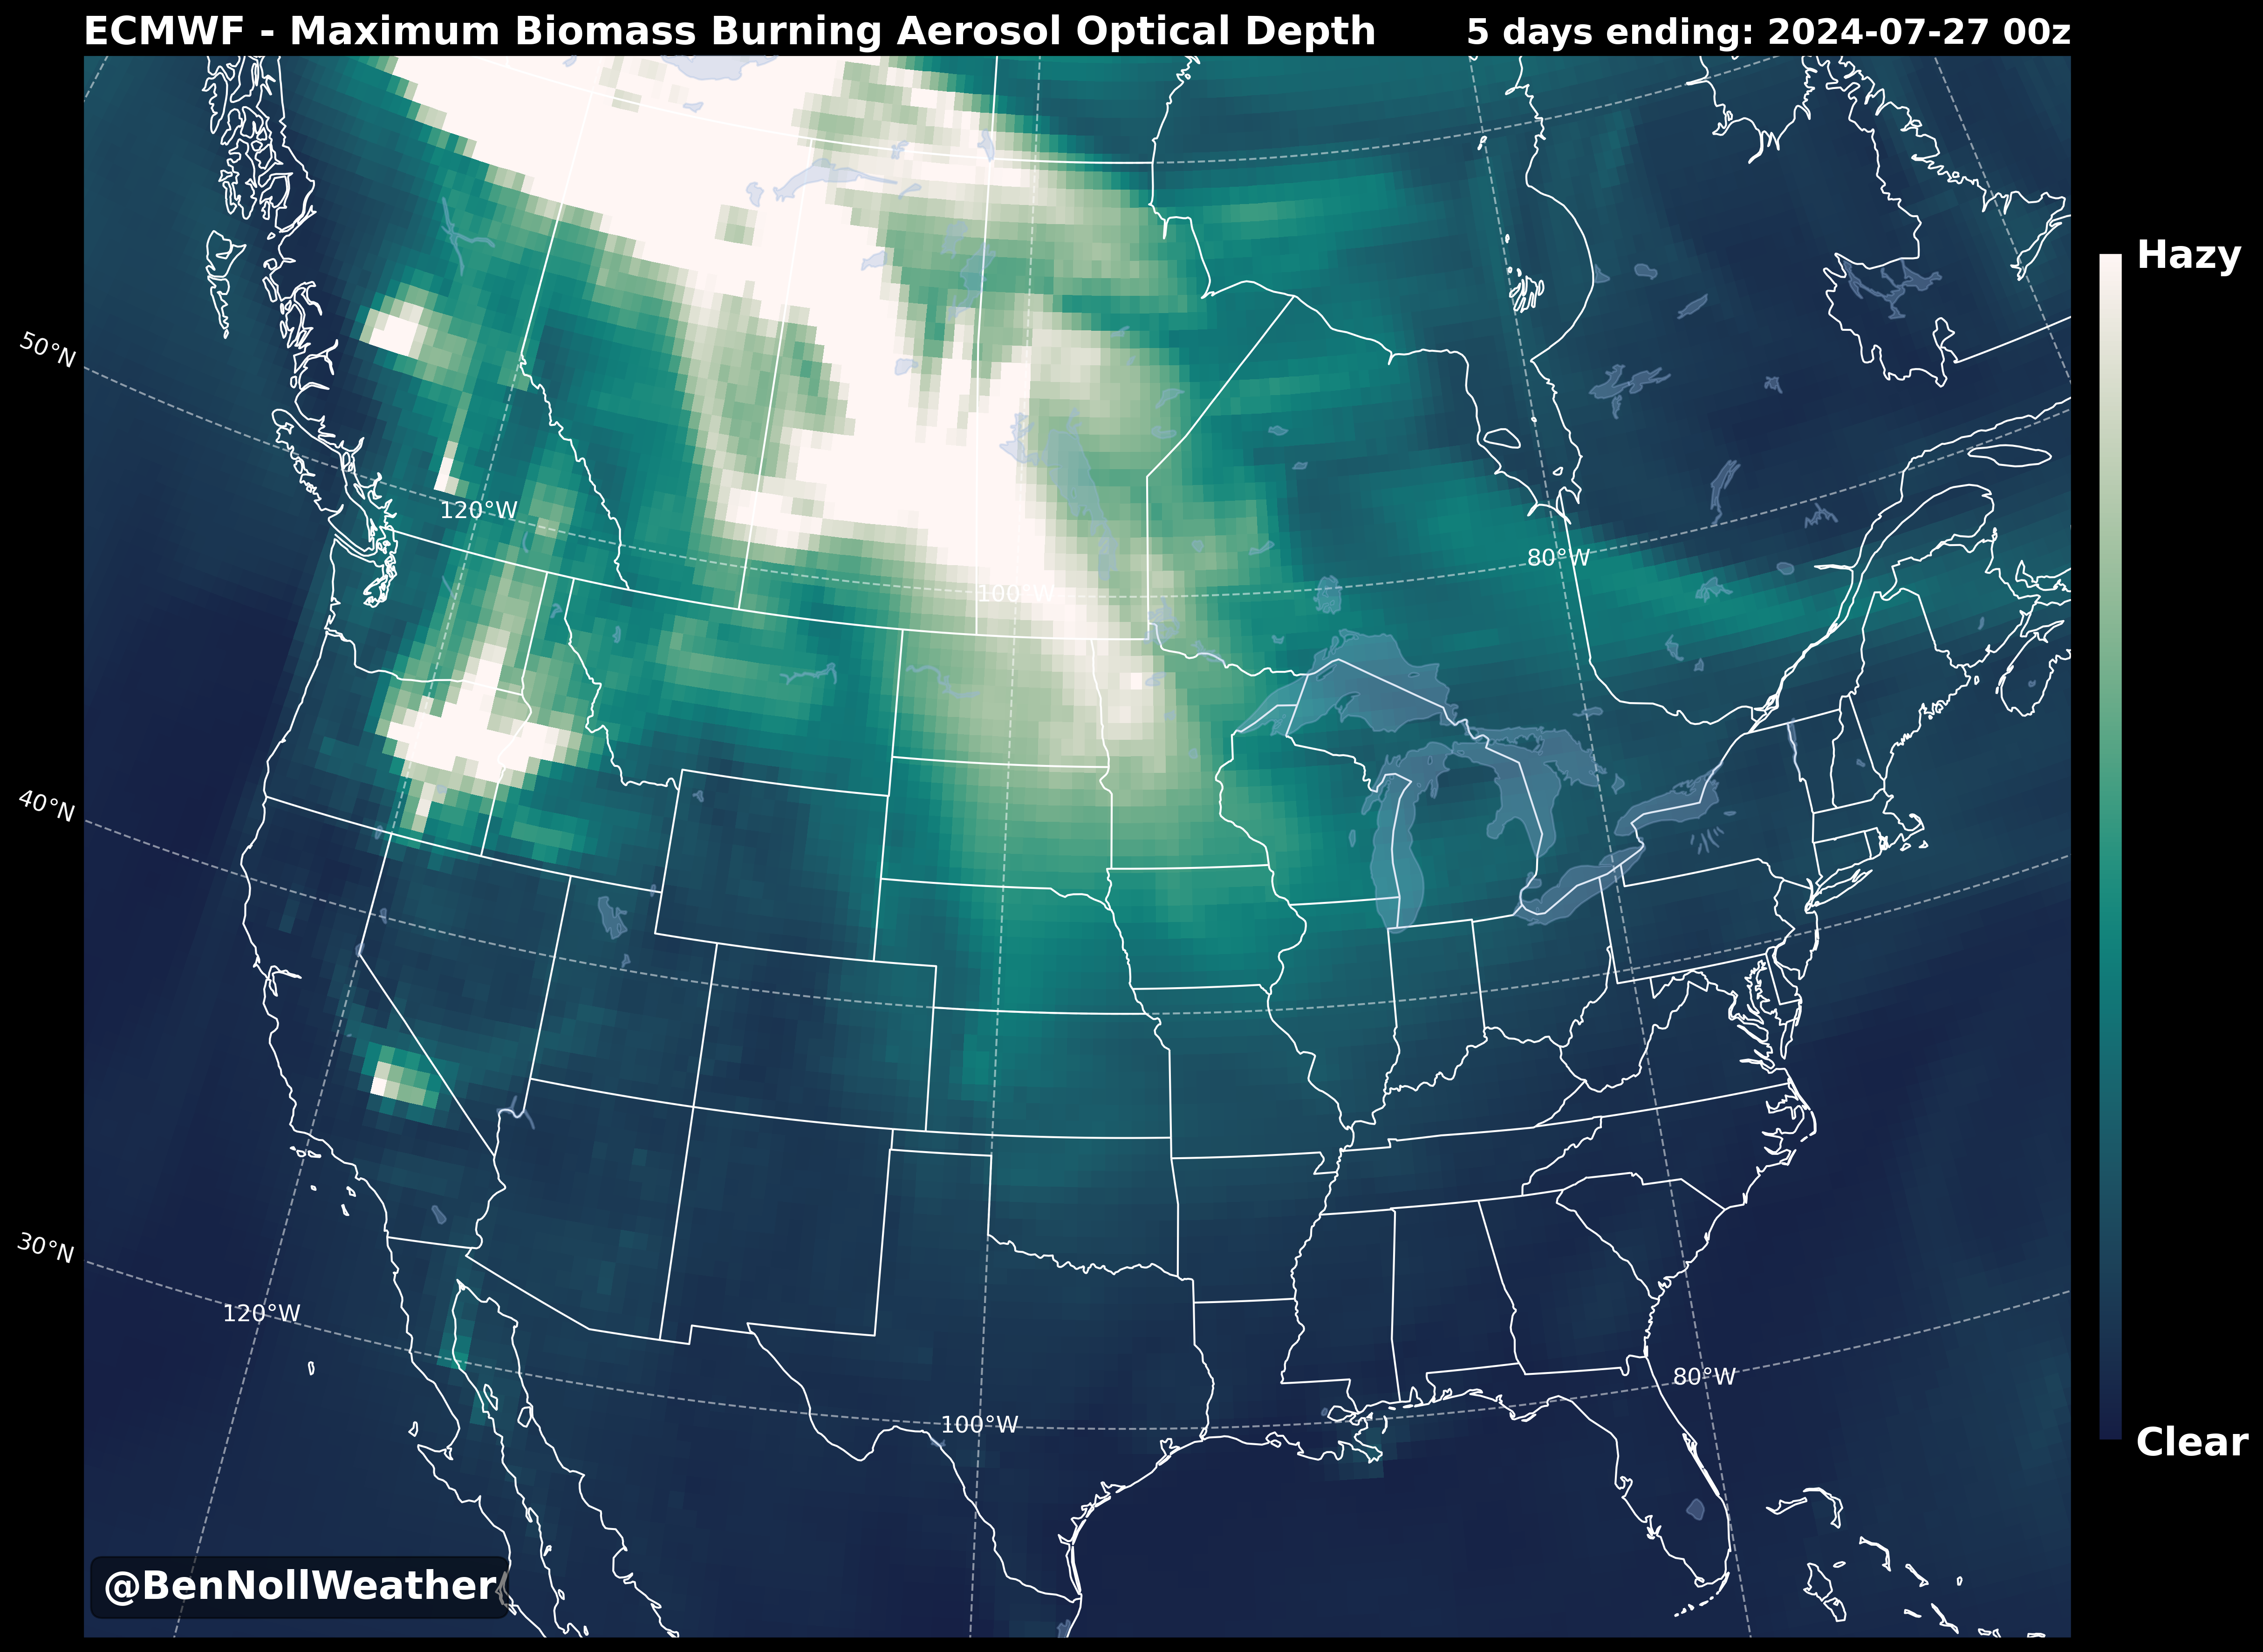 ECMWF - Maximum Biomass Burning Aerosol Optical Depth
5 days ending: 2024-07-27 00z
Hazy
50°N
120°W
80°W
100°W
40°N
30°N
120°W
80°W
100°W
Clear
@BenNollWeather